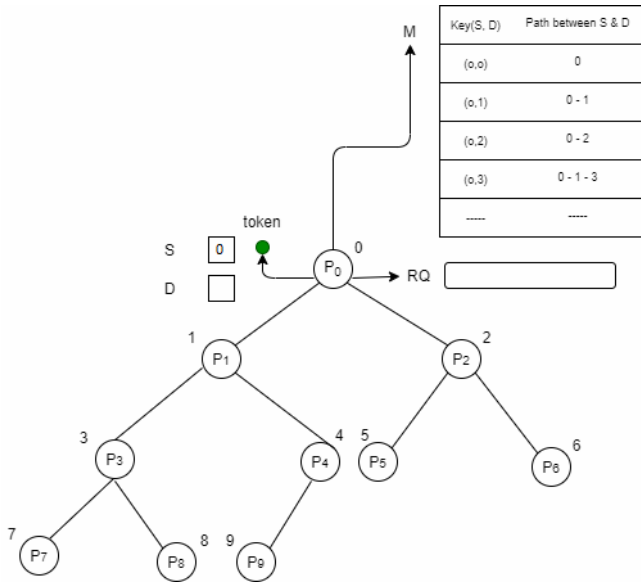 M
Key(S, D) Path between S & D
(o,o) 0
(o,1) 0 - 1
(o,2) 0 - 2
(o,3) 0 - 1 - 3
----- -----
token
S 0
0
P0
D
RQ
1
P1
2
P2
3
P3
4
P4
5
P5
6
P6
7
P7
8
P8
9
P9